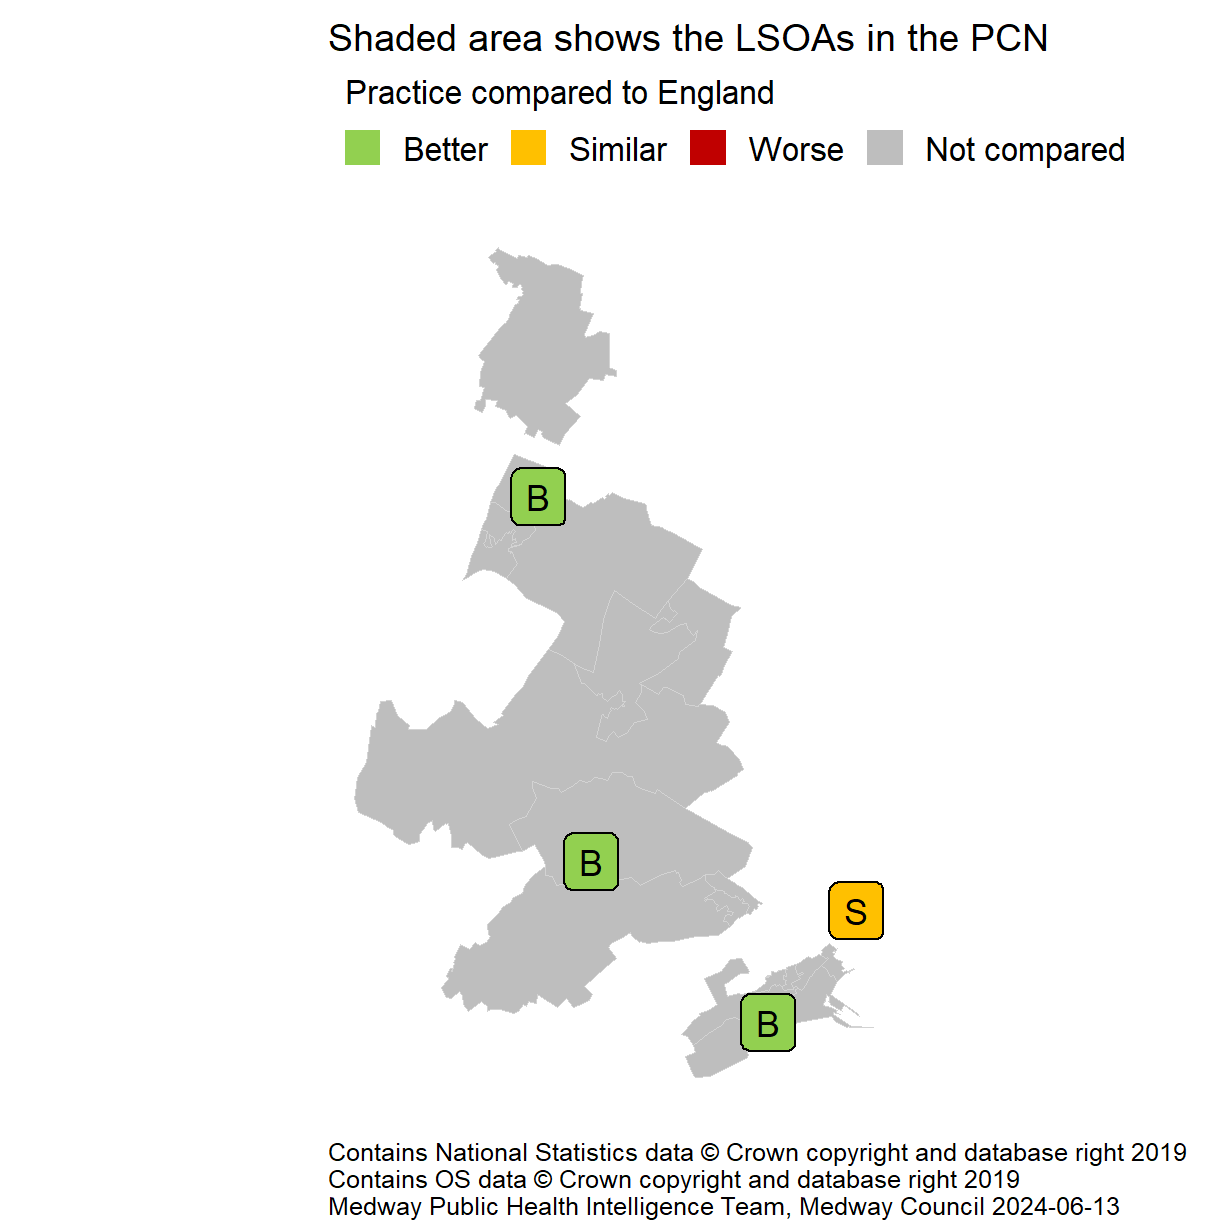 Shaded area shows the LSOAs in the PCN
Practice compared to England
Better Similar Worse Not compared
B
B
S
B
Contains National Statistics data © Crown copyright and database right 2019
Contains OS data © Crown copyright and database right 2019
Medway Public Health Intelligence Team, Medway Council 2024-06-13